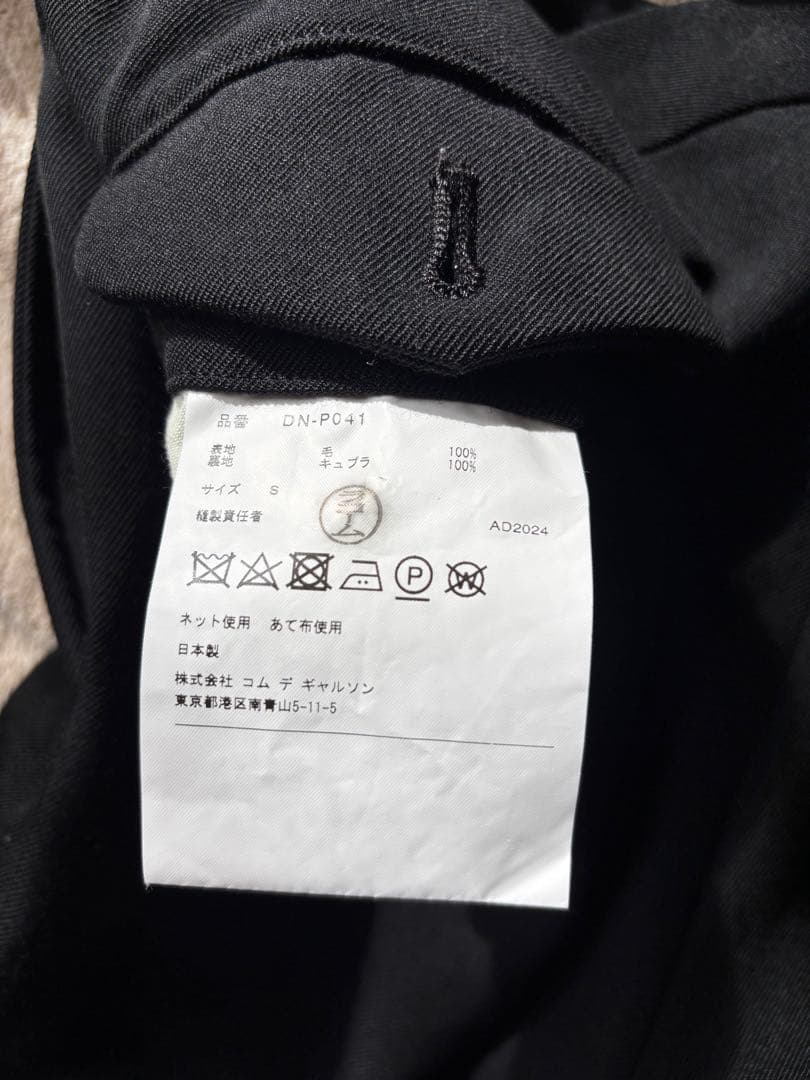 品番 DN-P041
表地 毛 100%
裏地 キュプラ 100%
サイズ S
縫製責任者
AD2024
P
W
ネット使用 あて布使用
日本製
株式会社 コム デ ギャルソン
東京都港区南青山5-11-5